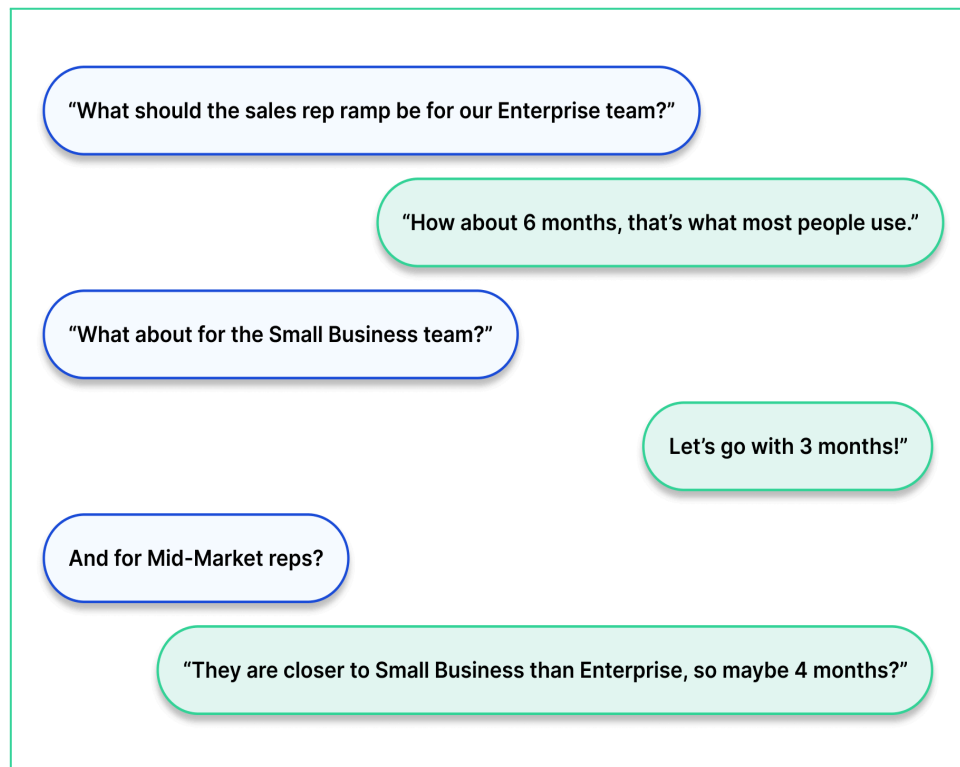 “What should the sales rep ramp be for our Enterprise team?”
“How about 6 months, that’s what most people use.”
“What about for the Small Business team?”
Let’s go with 3 months!”
And for Mid-Market reps?
“They are closer to Small Business than Enterprise, so maybe 4 months?”